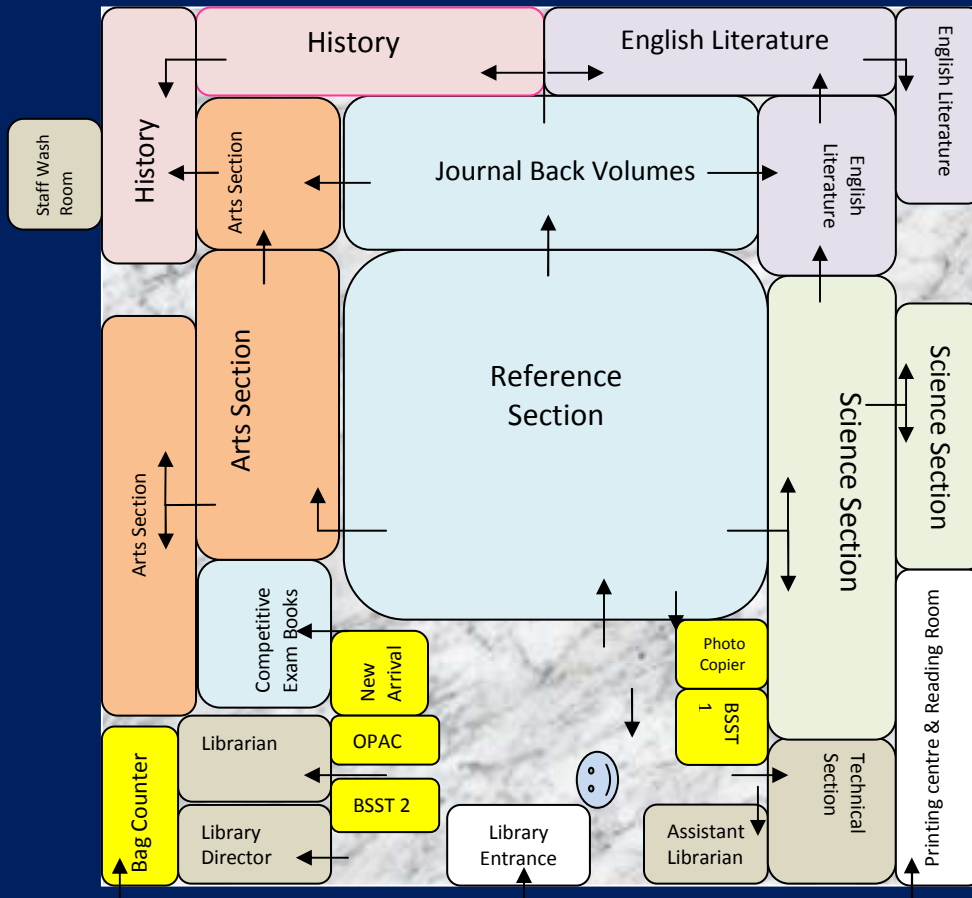 History
English Literature
English Literature
History
Staff Wash
Room
Arts Section
Journal Back Volumes
English
Literature
Arts Section
Reference
Section
Science Section
Science Section
Arts Section
Competitive
Exam Books
New
Arrival
Photo
Copier
BSST
1
Printing centre & Reading Room
Librarian
OPAC
Technical
Section
Bag Counter
BSST 2
Library
Director
Library
Entrance
Assistant
Librarian